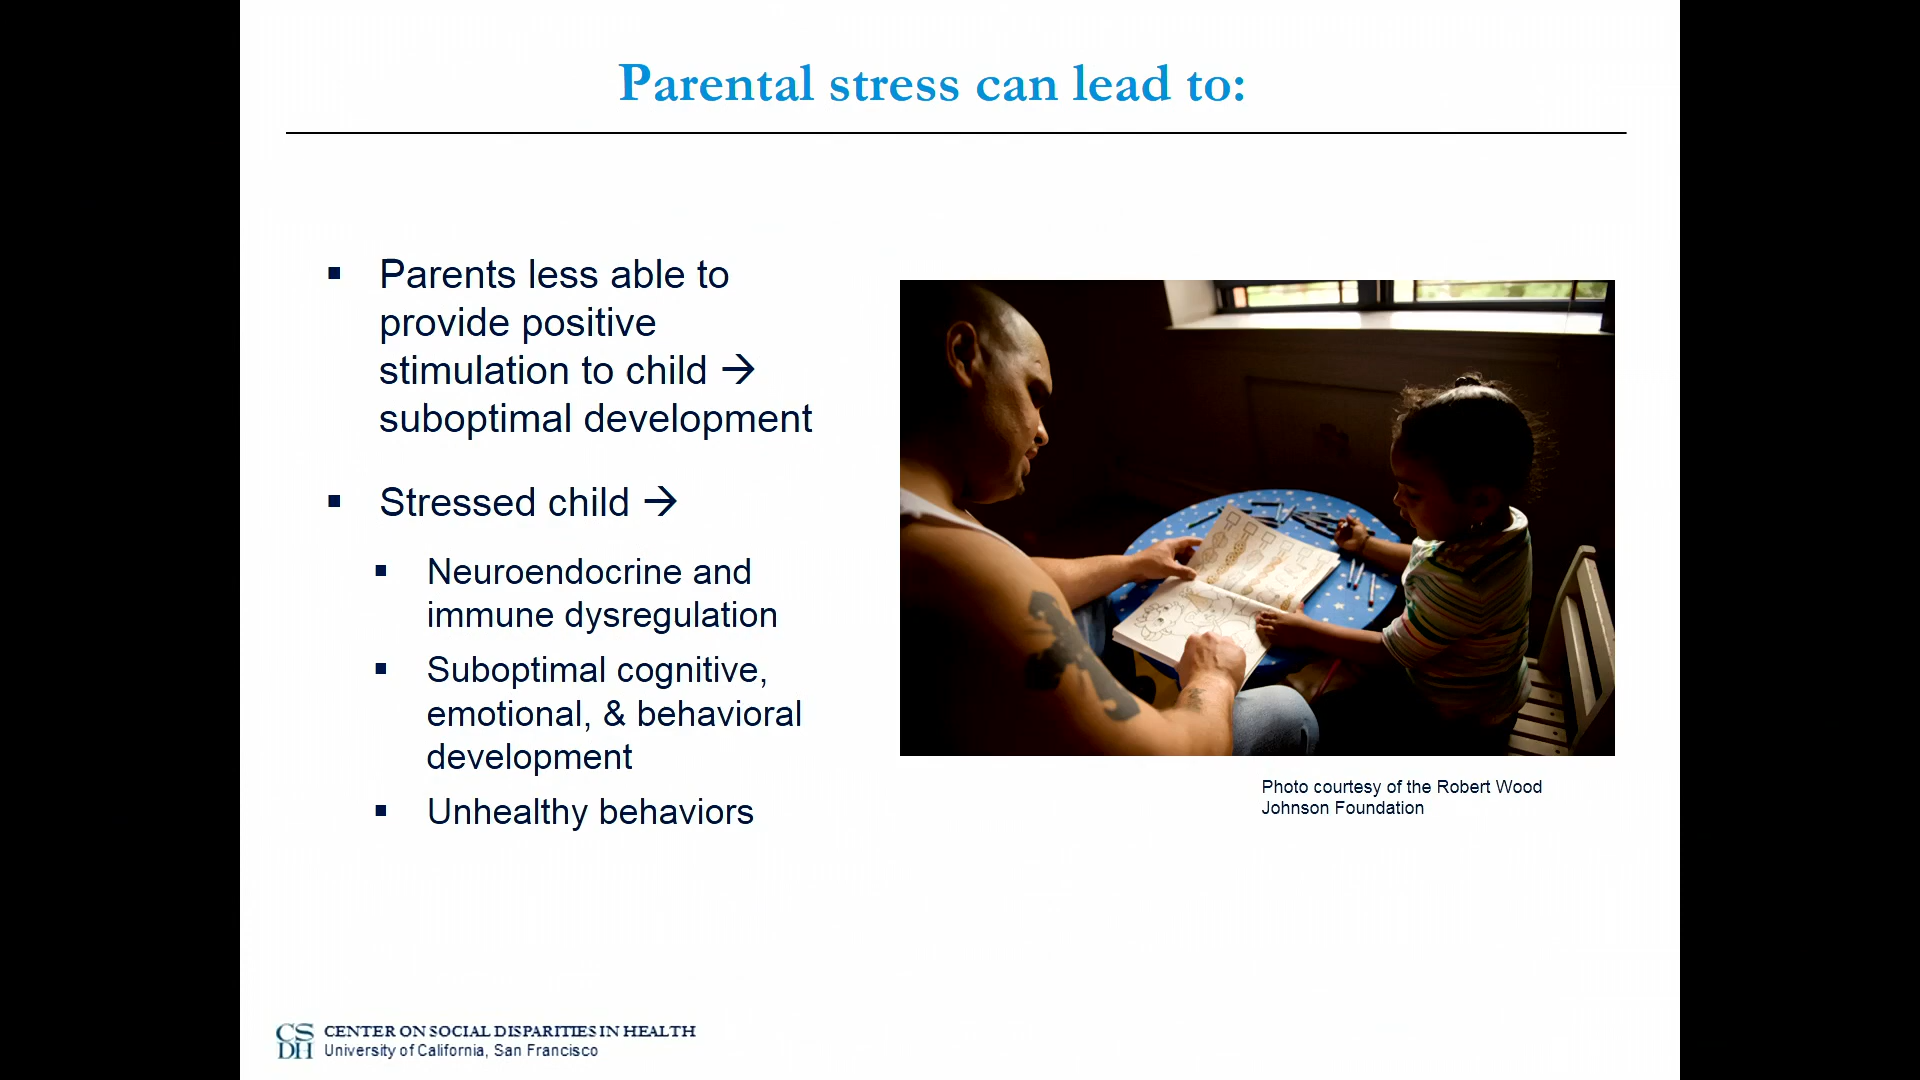 Parental stress can lead to:
▪ Parents less able to
provide positive
stimulation to child →
suboptimal development
▪ Stressed child →
▪ Neuroendocrine and
immune dysregulation
▪ Suboptimal cognitive,
emotional, & behavioral
development
▪ Unhealthy behaviors
Photo courtesy of the Robert Wood
Johnson Foundation
CS
DH
CENTER ON SOCIAL DISPARITIES IN HEALTH
University of California, San Francisco